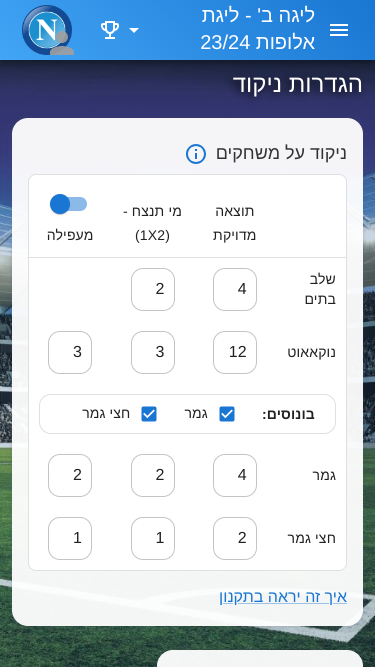 ליגה ב' - ליגת
אלופות 23/24
N
הגדרות ניקוד
ניקוד על משחקים
תוצאה
מדויקת
מי תנצח -
(1X2)
מעפילה
שלב
בתים
4 2
נוקאאוט 12 3 3
בונוסים: גמר חצי גמר
גמר 4 2 2
חצי גמר 2 1 1
איך זה יראה בתקנון